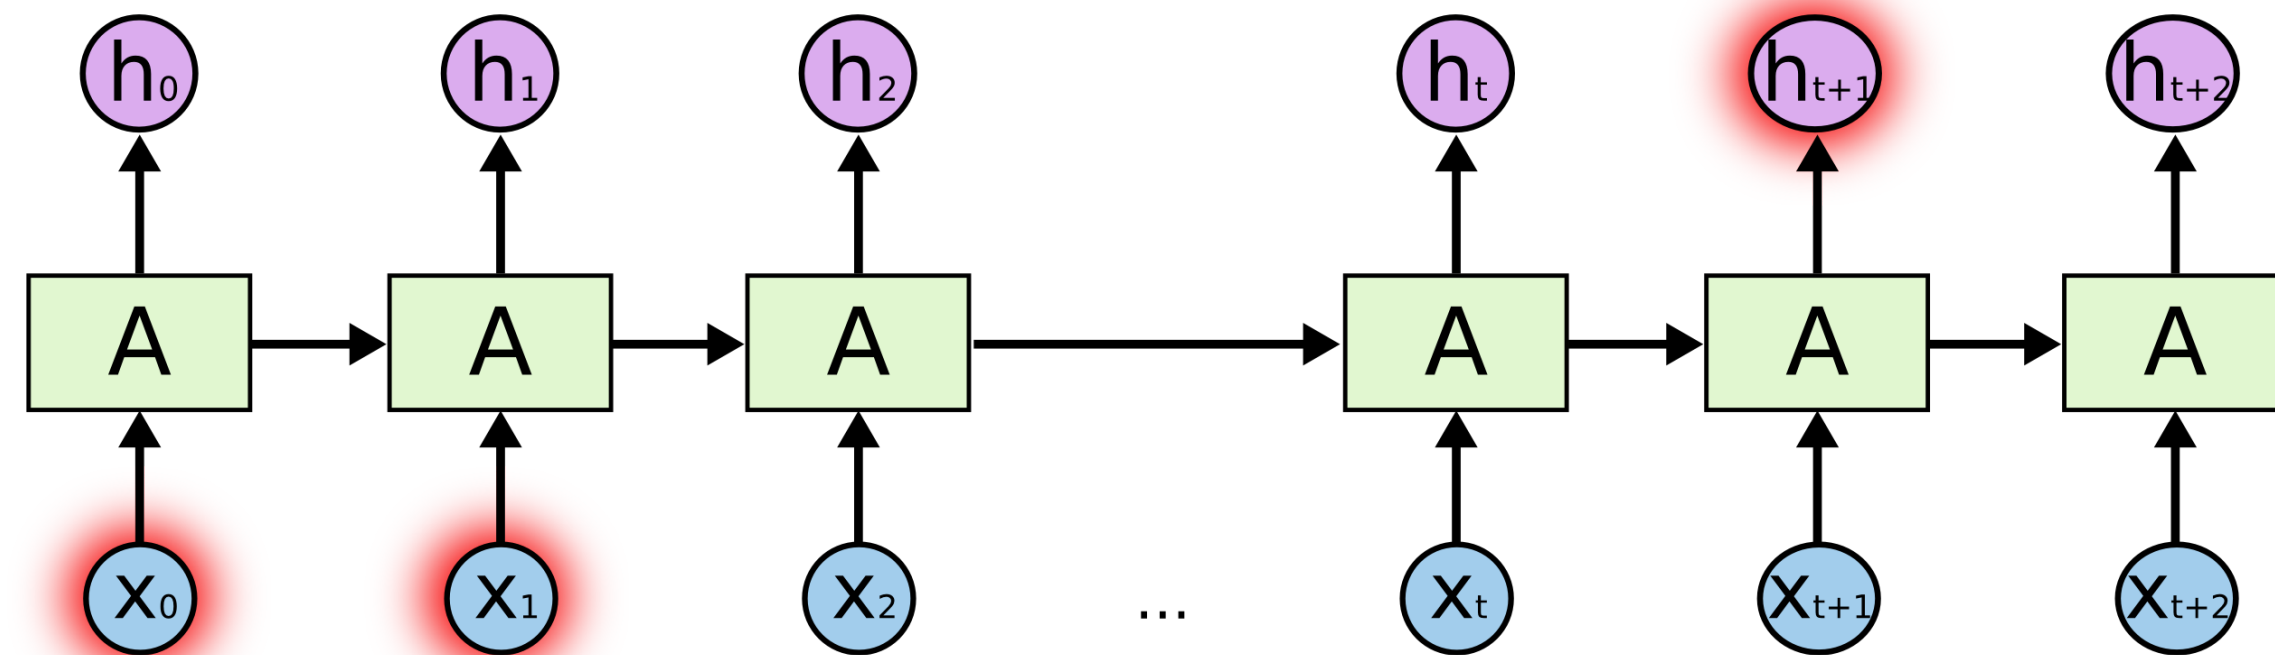 h₀ h₁ h₂ hₜ hₜ₊₁ hₜ₊₂
A A A A A A
x₀ x₁ x₂ ... xₜ xₜ₊₁ xₜ₊₂